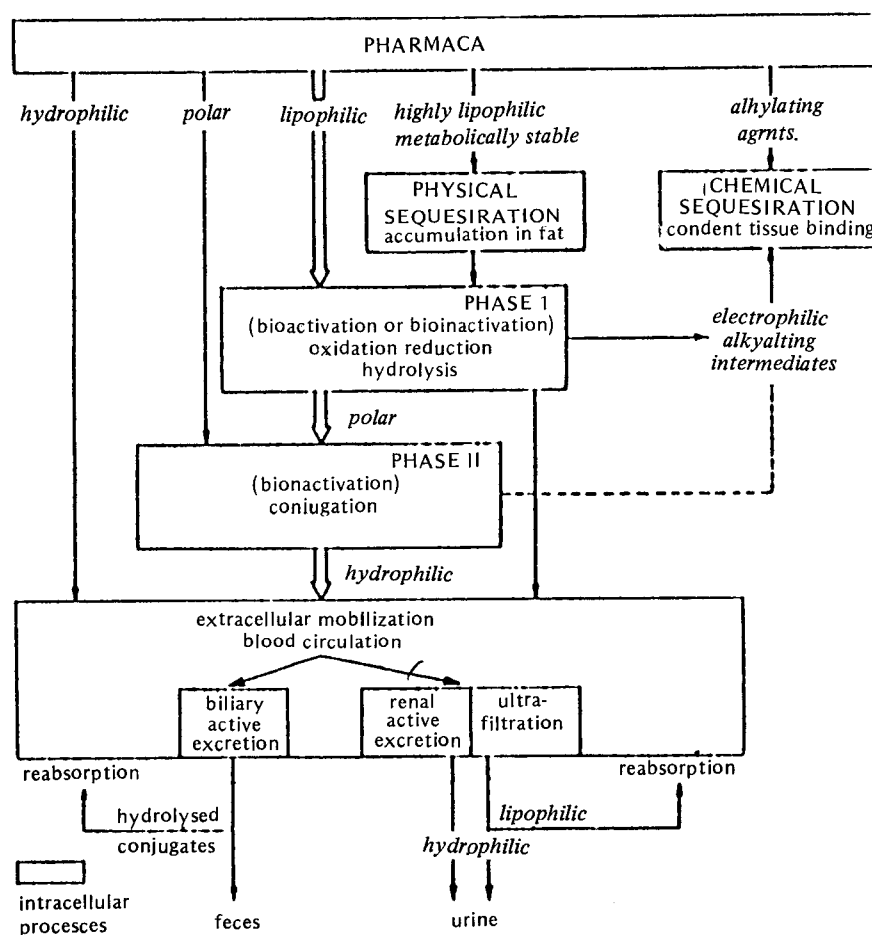 PHARMACA
hydrophilic
polar
lipophilic
highly lipophilic
metabolically stable
alhylating
agrnts.
PHYSICAL
SEQUESIRATION
accumulation in fat
CHEMICAL
SEQUESIRATION
condent tissue binding
PHASE 1
(bioactivation or bioinactivation)
oxidation reduction
hydrolysis
electrophilic
alkyalting
intermediates
polar
PHASE II
(bionactivation)
conjugation
hydrophilic
extracellular mobilization
blood circulation
biliary
active
excretion
renal
active
excretion
ultra-
filtration
reabsorption
reabsorption
hydrolysed
conjugates
lipophilic
hydrophilic
intracellular
procesces
feces
urine